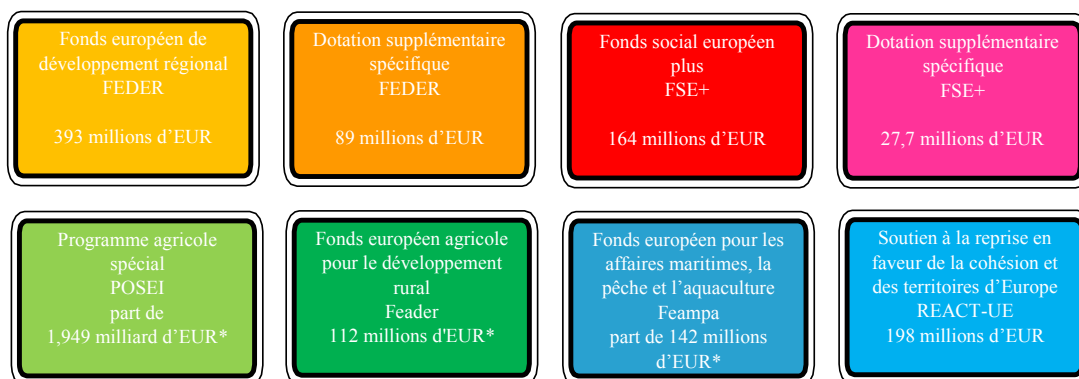 Fonds européen de
développement régional
FEDER
393 millions d’EUR
Dotation supplémentaire
spécifique
FEDER
89 millions d’EUR
Fonds social européen
plus
FSE+
164 millions d’EUR
Dotation supplémentaire
spécifique
FSE+
27,7 millions d’EUR
Programme agricole
spécial
POSEI
part de
1,949 milliard d’EUR*
Fonds européen agricole
pour le développement
rural
Feader
112 millions d'EUR*
Fonds européen pour les
affaires maritimes, la
pêche et l’aquaculture
Feampa
part de 142 millions
d’EUR*
Soutien à la reprise en
faveur de la cohésion et
des territoires d’Europe
REACT-UE
198 millions d’EUR